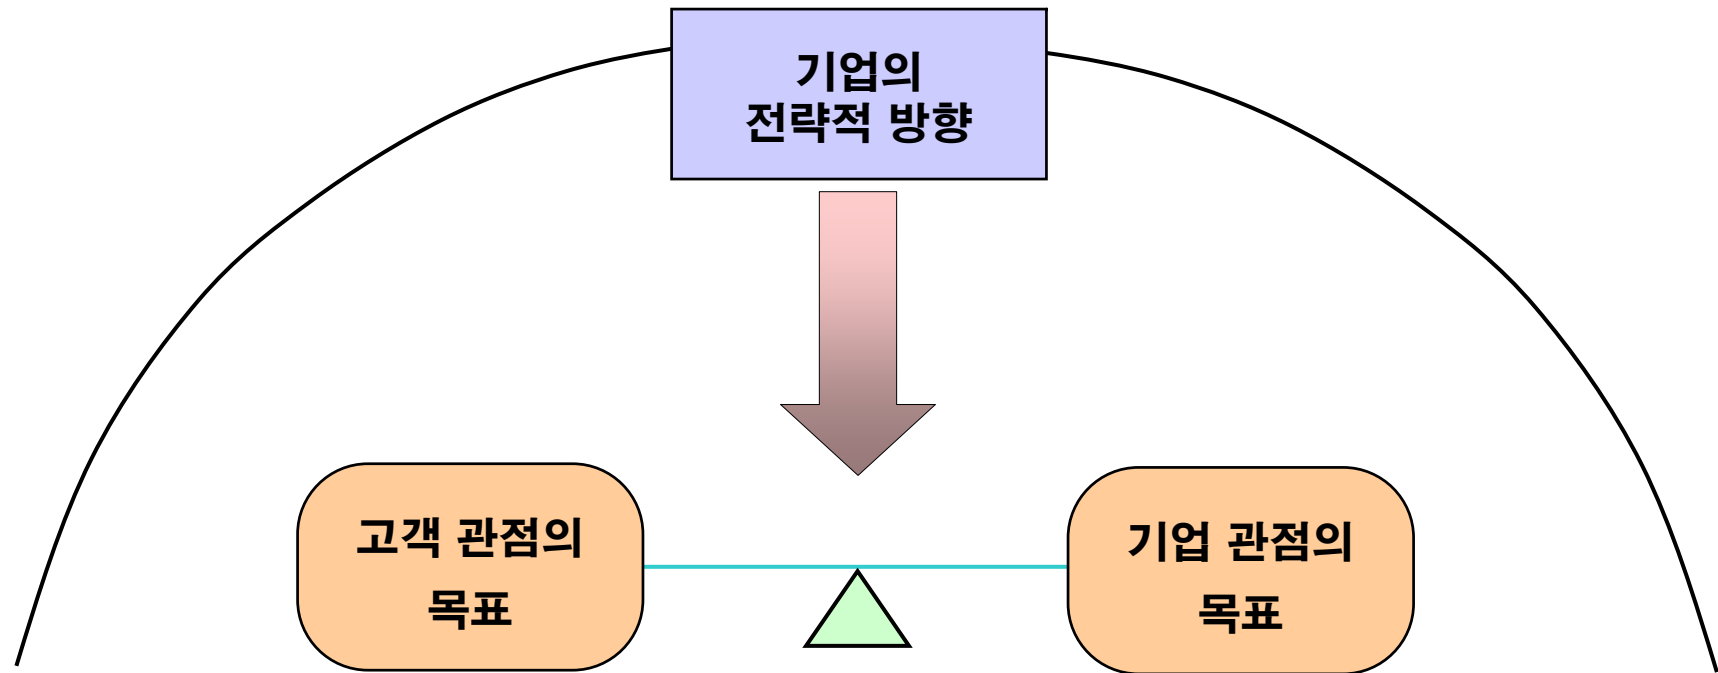 기업의
전략적 방향
고객 관점의
목표
기업 관점의
목표